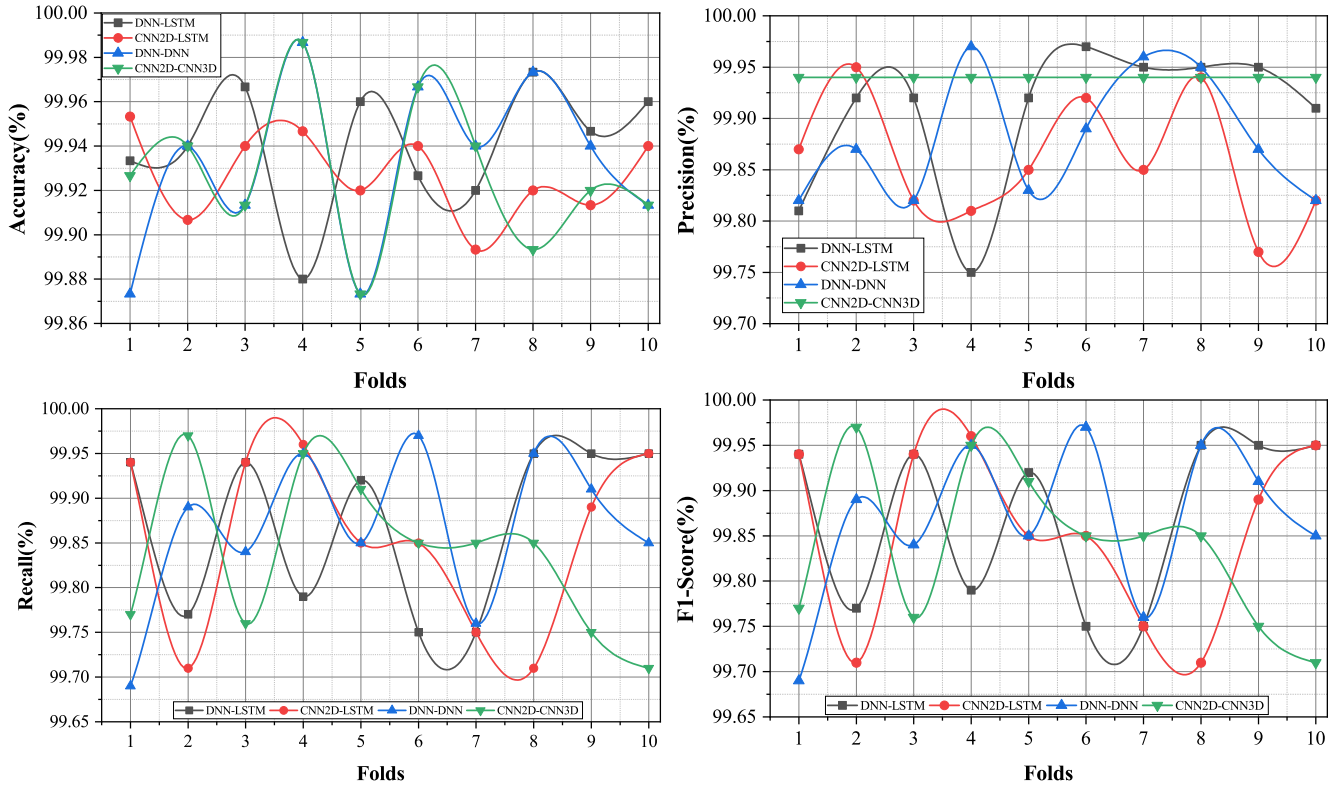 100.00
99.98
99.96
99.94
99.92
99.90
99.88
99.86
Accuracy(%)
DNN-LSTM
CNN2D-LSTM
DNN-DNN
CNN2D-CNN3D
1 2 3 4 5 6 7 8 9 10
Folds
100.00
99.95
99.90
99.85
99.80
99.75
99.70
Precision(%)
DNN-LSTM
CNN2D-LSTM
DNN-DNN
CNN2D-CNN3D
1 2 3 4 5 6 7 8 9 10
Folds
100.00
99.95
99.90
99.85
99.80
99.75
99.70
99.65
Recall(%)
DNN-LSTM CNN2D-LSTM DNN-DNN CNN2D-CNN3D
1 2 3 4 5 6 7 8 9 10
Folds
100.00
99.95
99.90
99.85
99.80
99.75
99.70
99.65
F1-Score(%)
DNN-LSTM CNN2D-LSTM DNN-DNN CNN2D-CNN3D
1 2 3 4 5 6 7 8 9 10
Folds